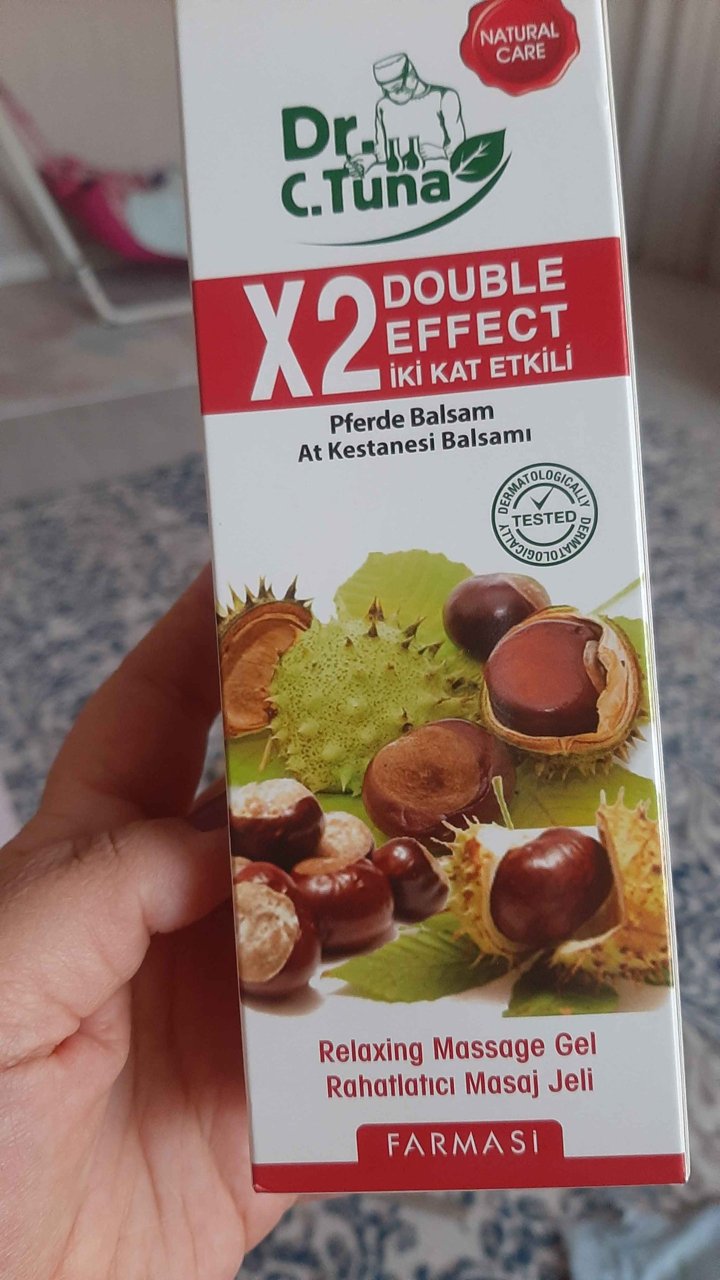 NATURAL
CARE
Dr.
C.Tuna
X2
DOUBLE
EFFECT
İKİ KAT ETKİLİ
Pferde Balsam
At Kestanesi Balsamı
DERMATOLOGICALLY
TESTED
DERMATOLOGICALLY
Relaxing Massage Gel
Rahatlatıcı Masaj Jeli
FARMASi